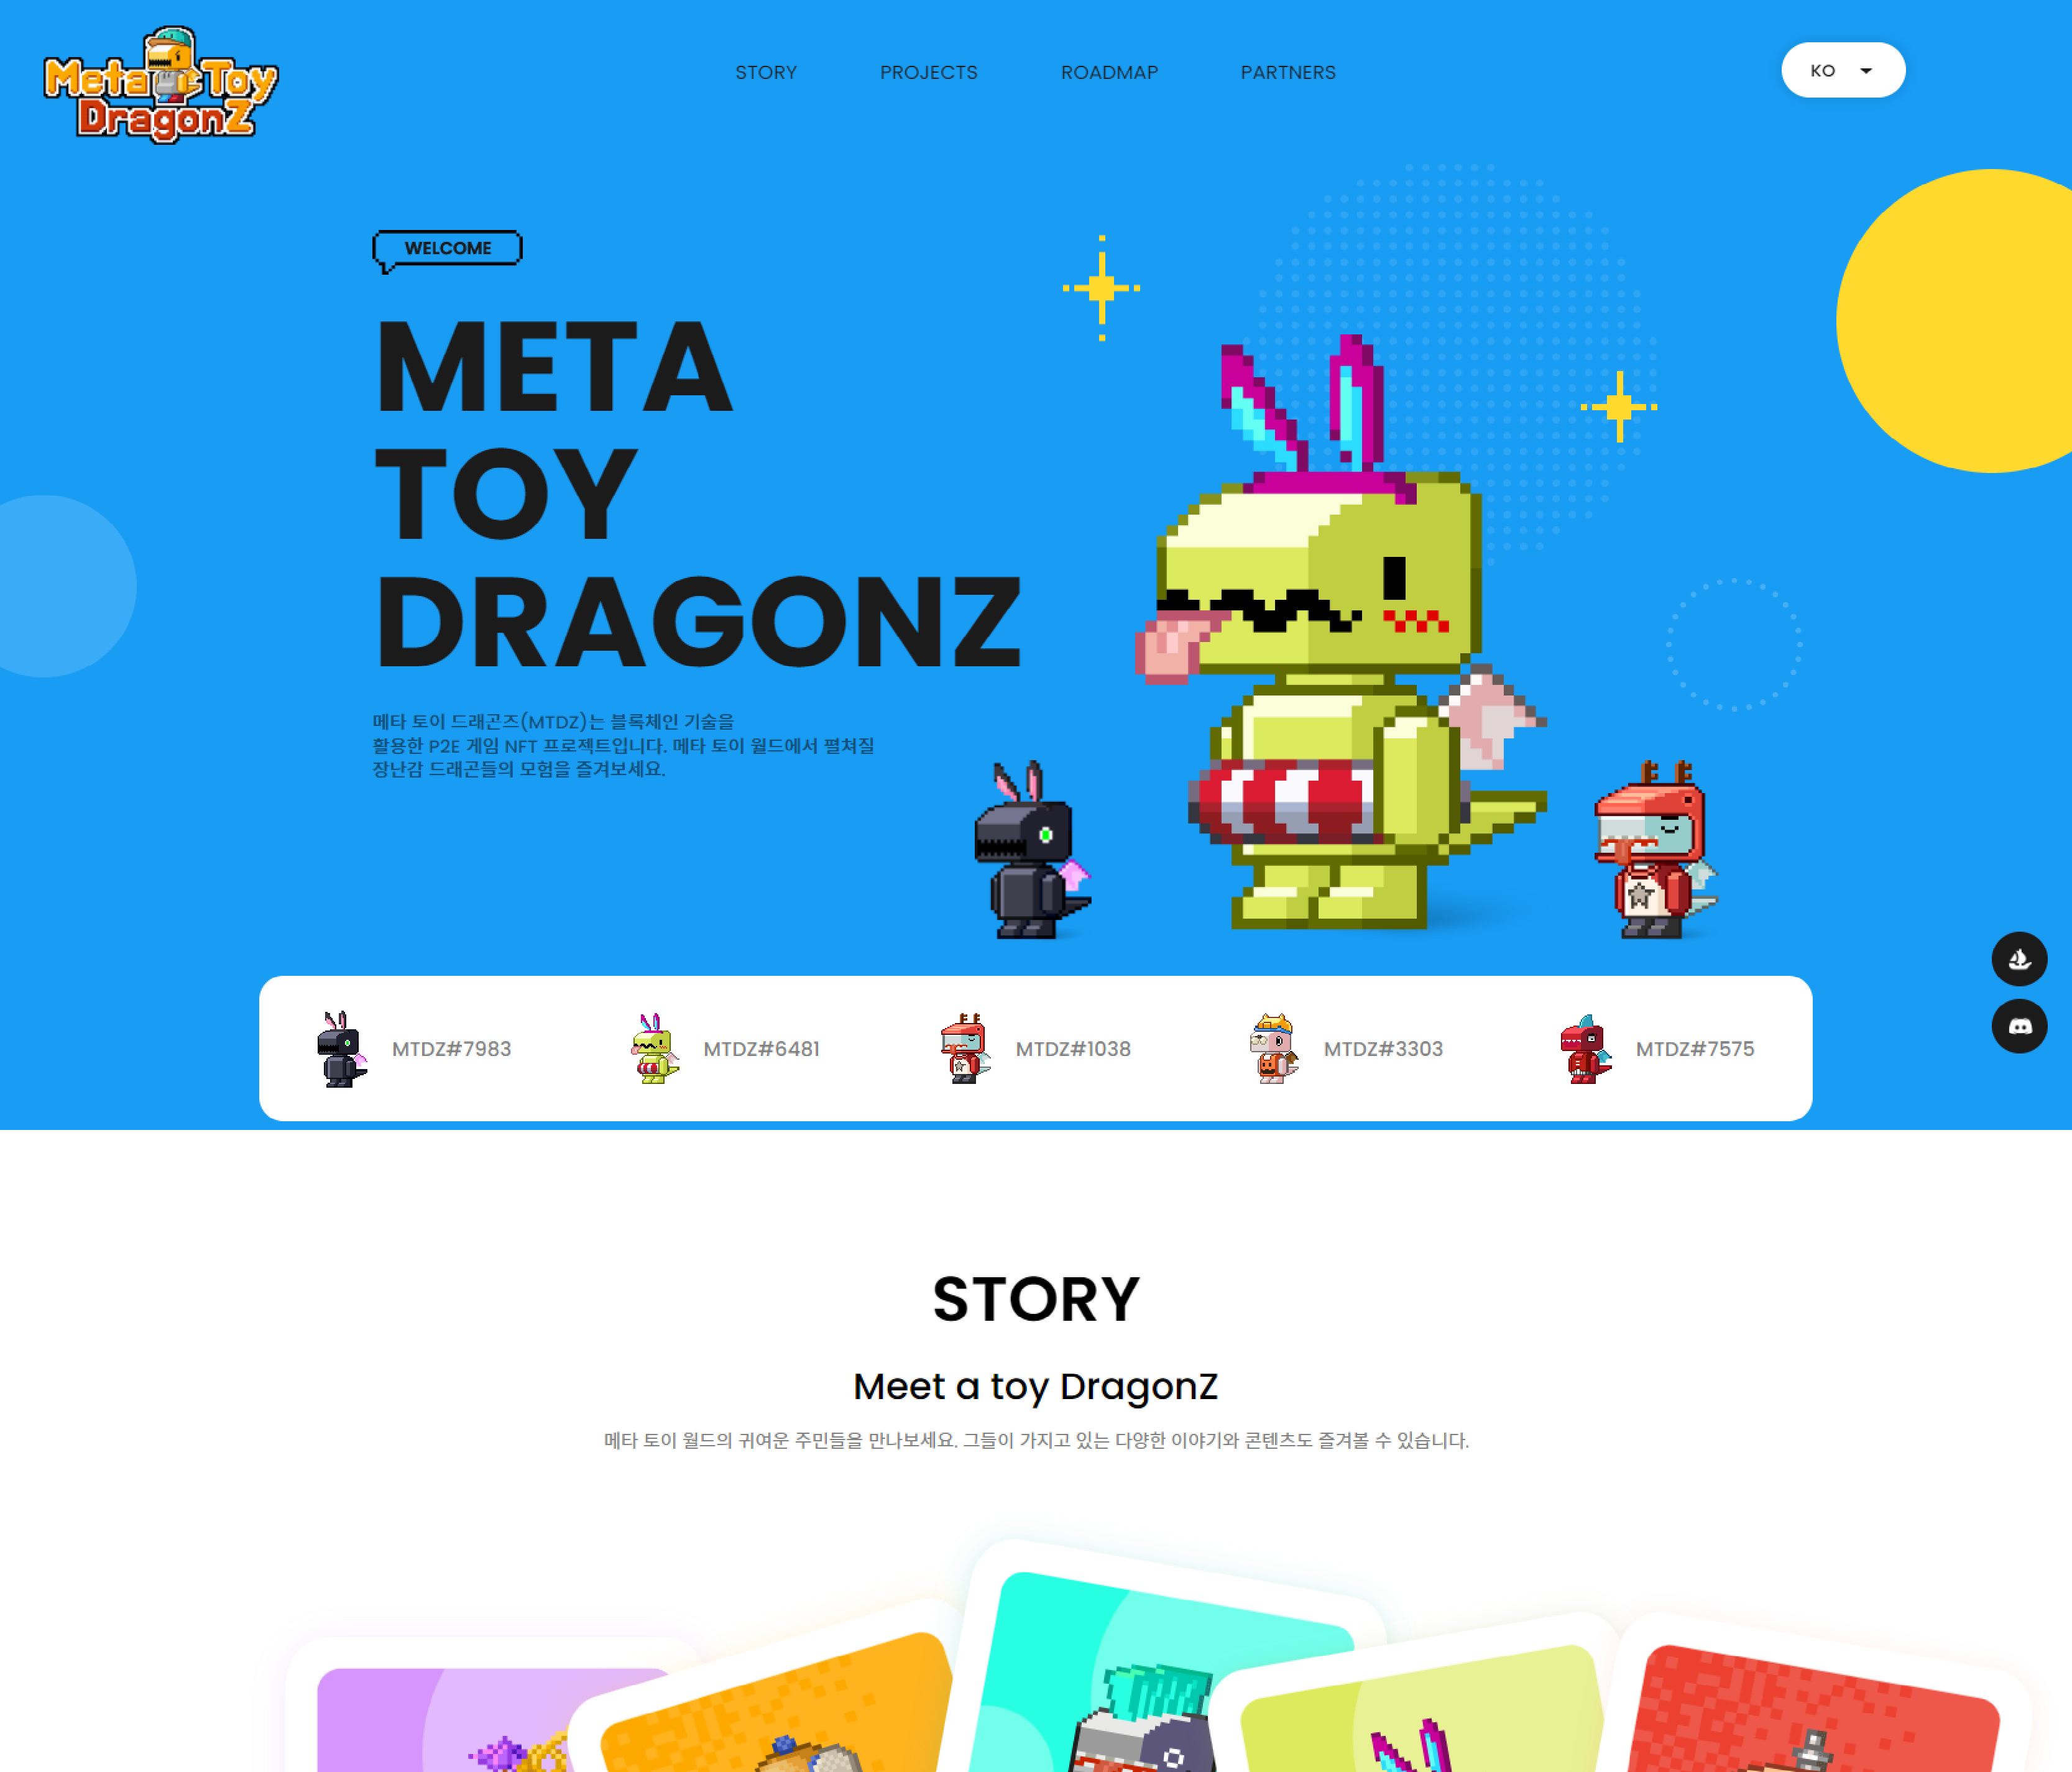 Meta Toy
DragonZ
STORY
PROJECTS
ROADMAP
PARTNERS
KO
WELCOME
META
TOY
DRAGONZ
메타 토이 드래곤즈(MTDZ)는 블록체인 기술을
활용한 P2E 게임 NFT 프로젝트입니다. 메타 토이 월드에서 펼쳐질
장난감 드래곤들의 모험을 즐겨보세요.
MTDZ#7983
MTDZ#6481
MTDZ#1038
MTDZ#3303
MTDZ#7575
STORY
Meet a toy DragonZ
메타 토이 월드의 귀여운 주민들을 만나보세요. 그들이 가지고 있는 다양한 이야기와 콘텐츠도 즐겨볼 수 있습니다.